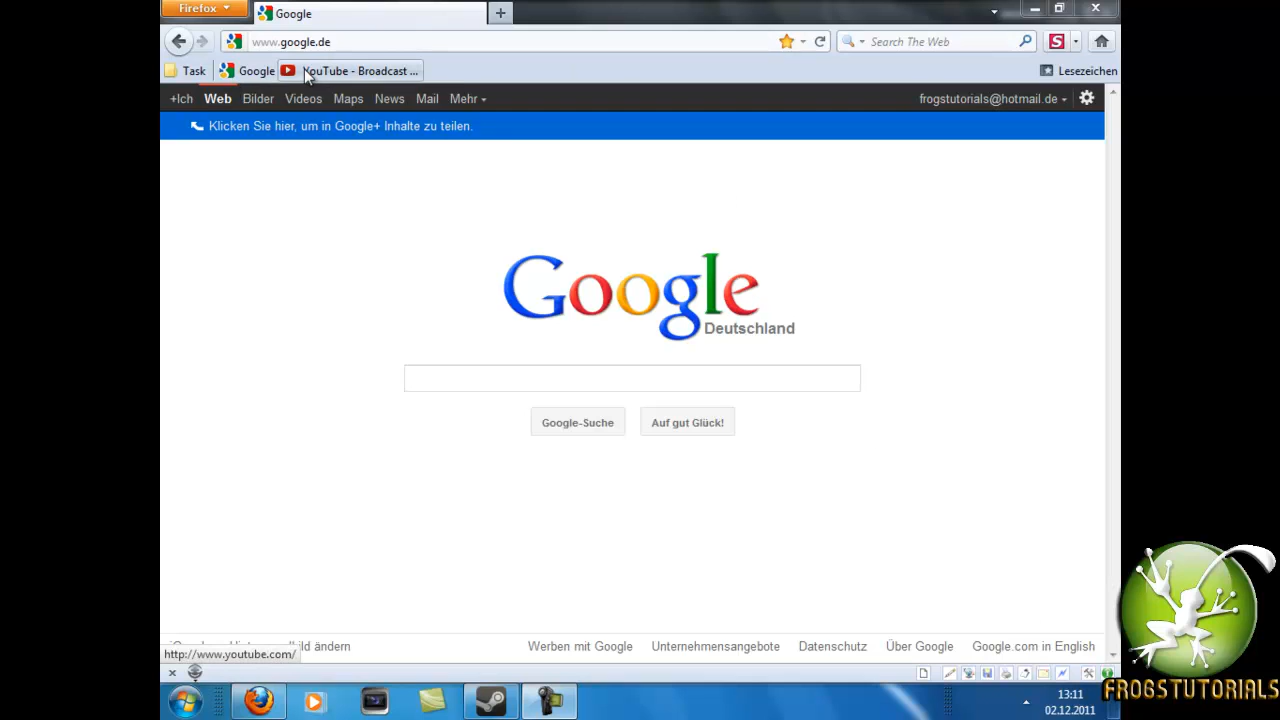 Firefox
Google
www.google.de
Search The Web
Task
Google
YouTube - Broadcast ...
Lesezeichen
+Ich Web Bilder Videos Maps News Mail Mehr
frogstutorials@hotmail.de
Klicken Sie hier, um in Google+ Inhalte zu teilen.
Google
Deutschland
Google-Suche
Auf gut Glück!
bild ändern
Werben mit Google
Unternehmensangebote
Datenschutz
Über Google
Google.com in English
http://www.youtube.com/
13:11
02.12.2011
FROGSTUTORIALS